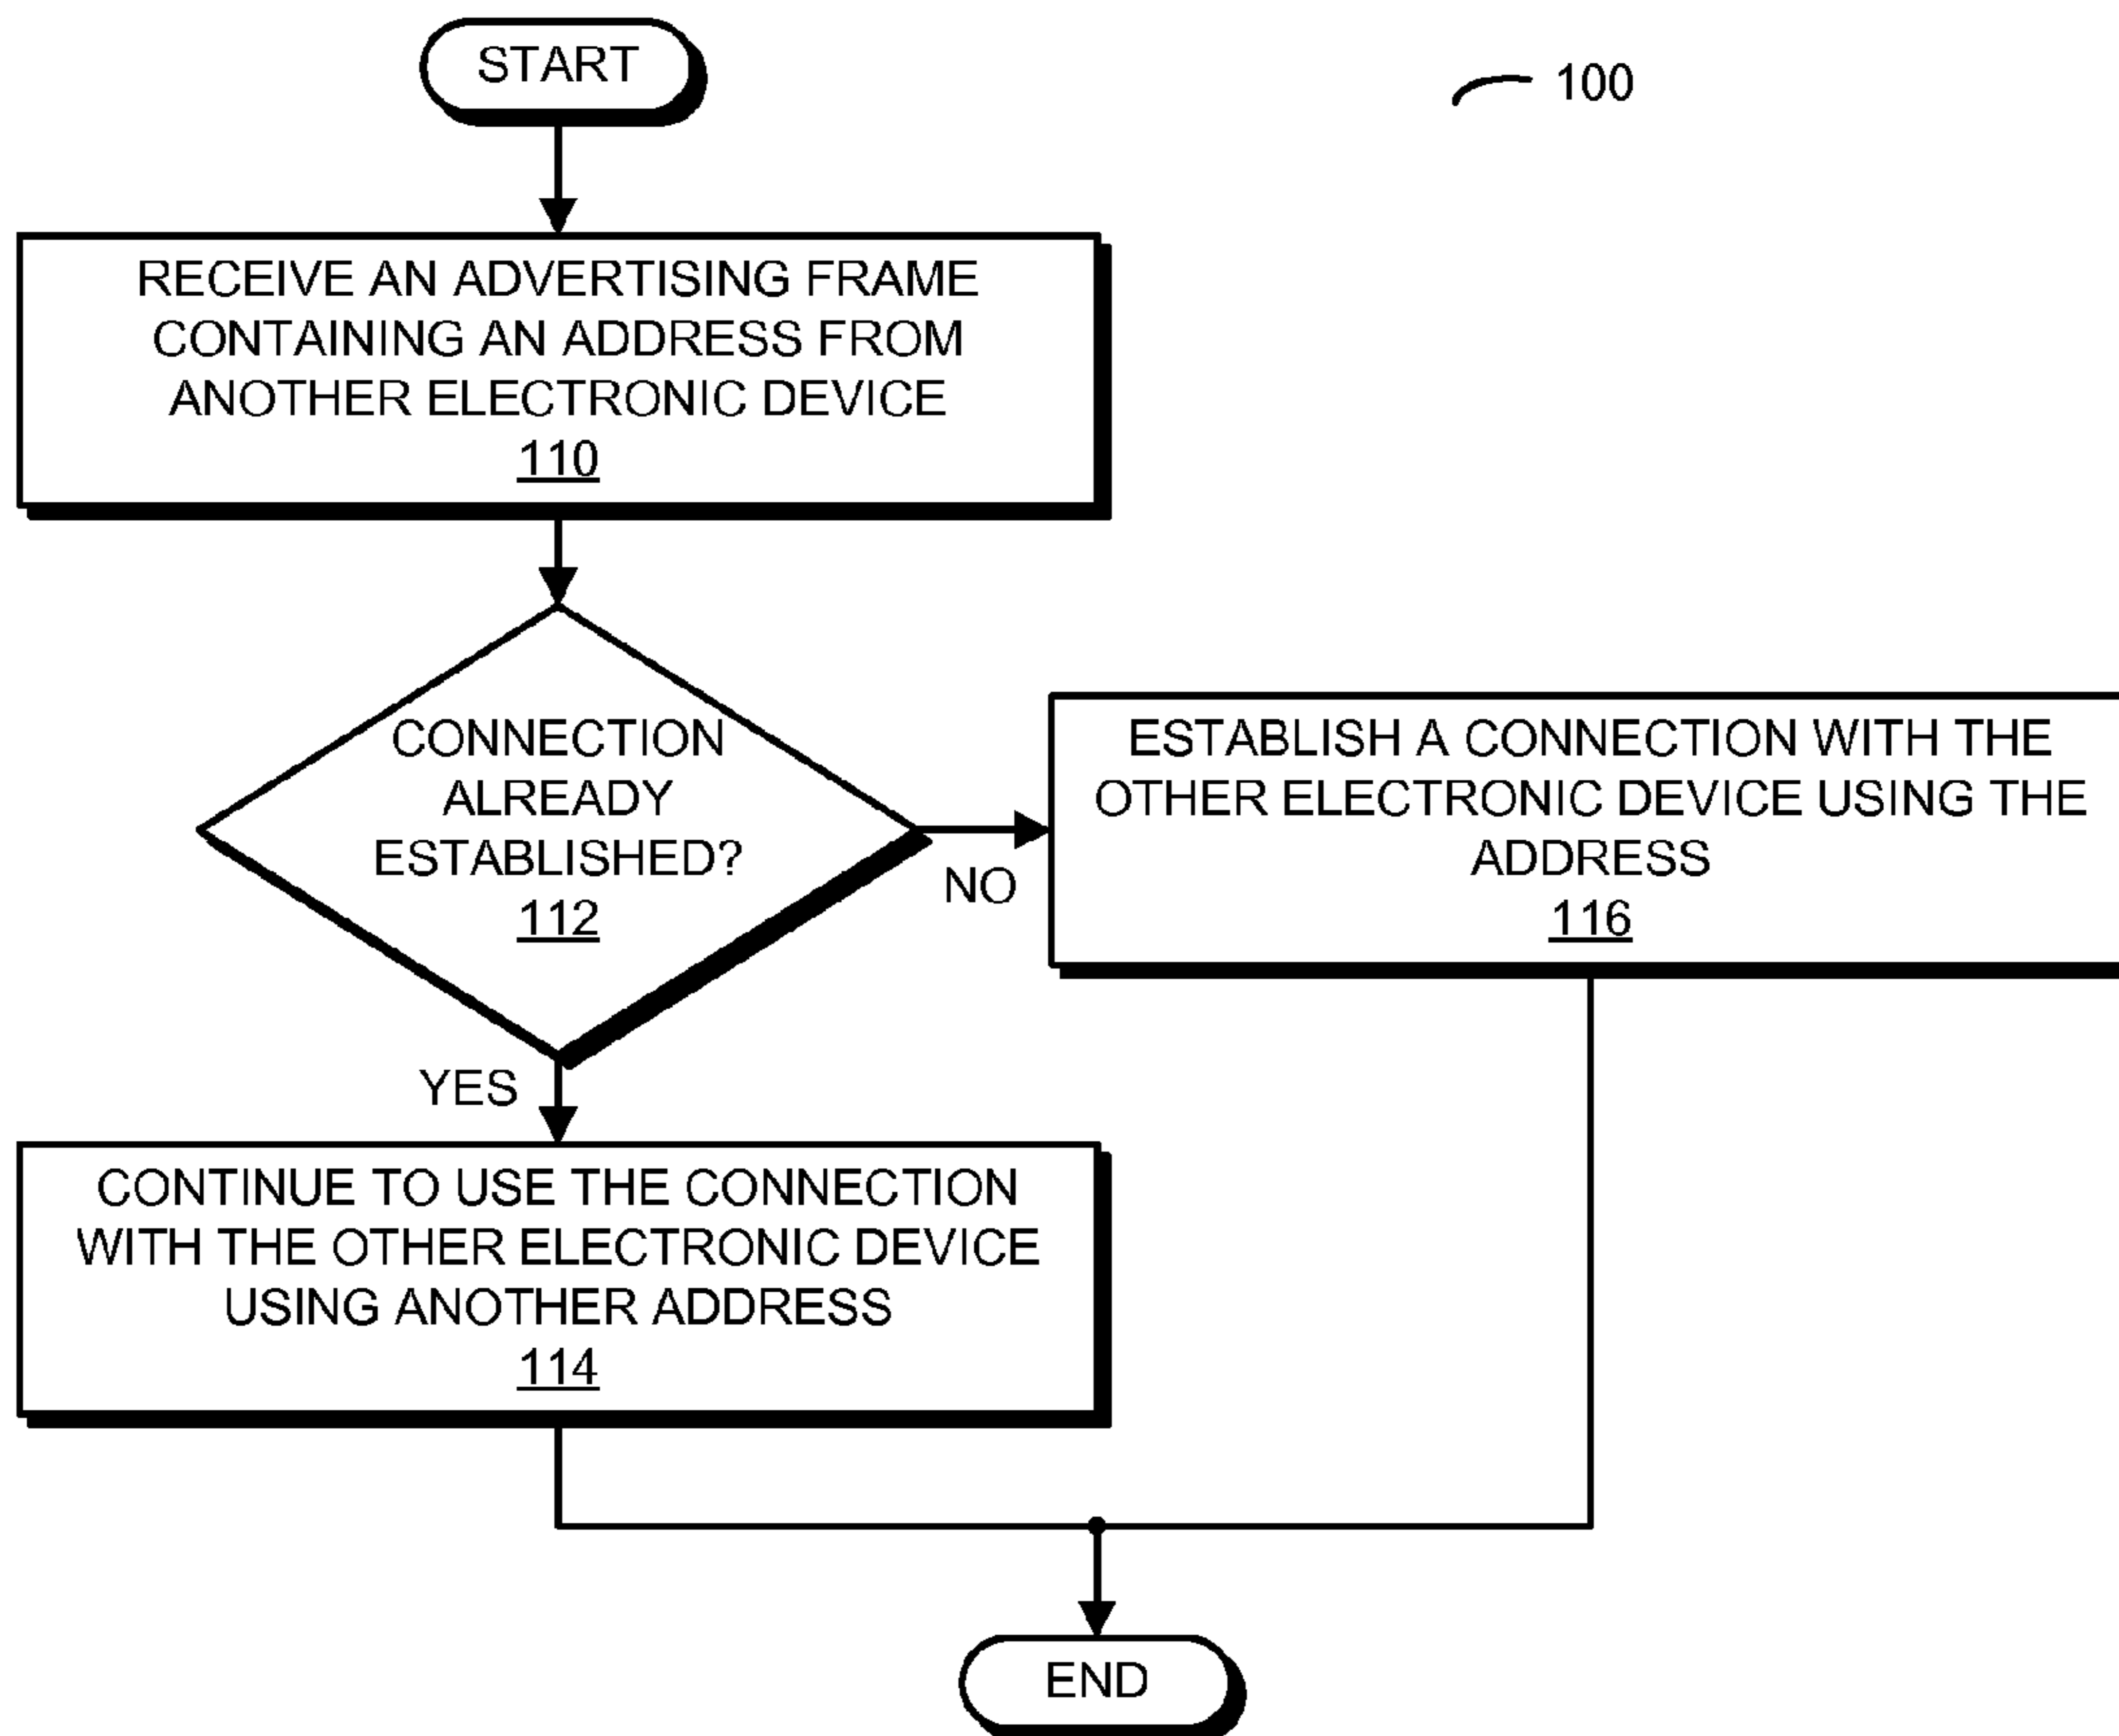 START
100
RECEIVE AN ADVERTISING FRAME
CONTAINING AN ADDRESS FROM
ANOTHER ELECTRONIC DEVICE
110
CONNECTION
ALREADY
ESTABLISHED?
112
NO
ESTABLISH A CONNECTION WITH THE
OTHER ELECTRONIC DEVICE USING THE
ADDRESS
116
YES
CONTINUE TO USE THE CONNECTION
WITH THE OTHER ELECTRONIC DEVICE
USING ANOTHER ADDRESS
114
END